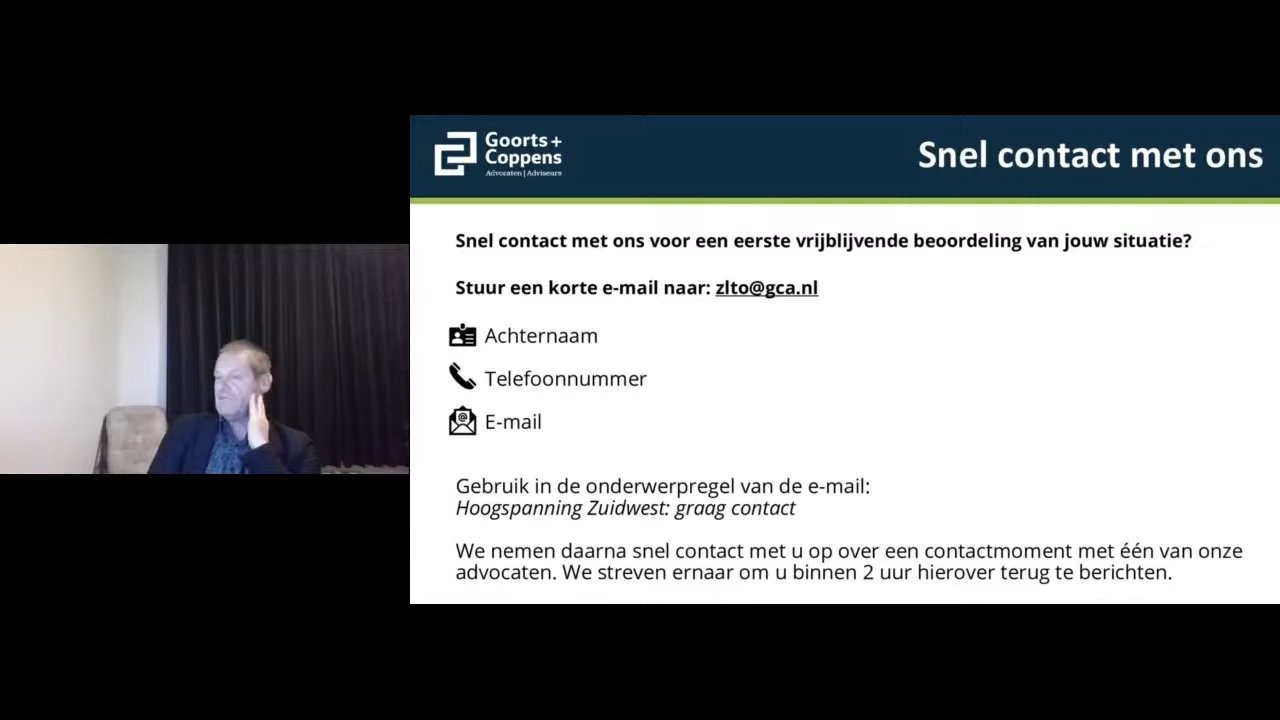 Goorts+
Coppens
Advocaten | Adviseurs
Snel contact met ons
Snel contact met ons voor een eerste vrijblijvende beoordeling van jouw situatie?
Stuur een korte e-mail naar: zlto@gca.nl
Achternaam
Telefoonnummer
E-mail
Gebruik in de onderwerpregel van de e-mail:
Hoogspanning Zuidwest: graag contact
We nemen daarna snel contact met u op over een contactmoment met één van onze
advocaten. We streven ernaar om u binnen 2 uur hierover terug te berichten.